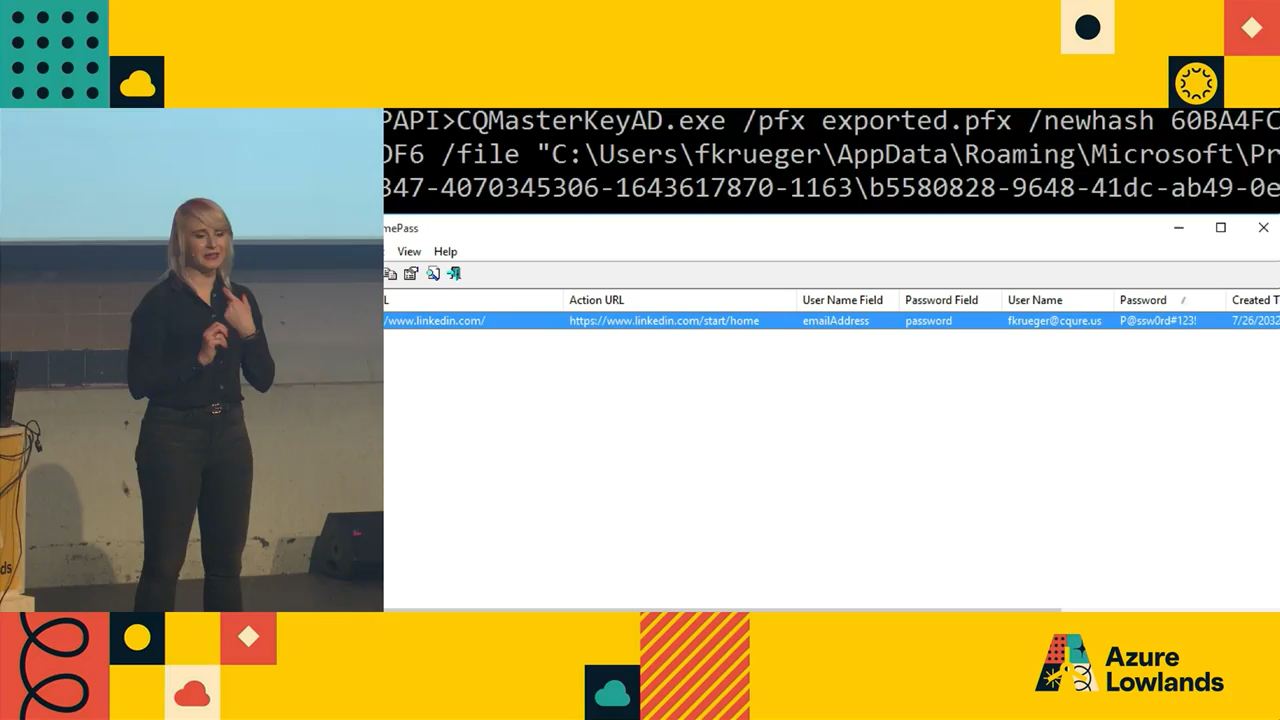 PAPI>CQMasterKeyAD.exe /pfx exported.pfx /newhash 60BA4FC
DF6 /file "C:\Users\fkrueger\AppData\Roaming\Microsoft\Pr
347-4070345306-1643617870-1163\b5580828-9648-41dc-ab49-0e
mePass
View Help
L Action URL User Name Field Password Field User Name Password / Created T
/www.linkedin.com/ https://www.linkedin.com/start/home emailAddress password fkrueger@cqure.us P@ssw0rd#123! 7/26/2032
ds
Azure
Lowlands